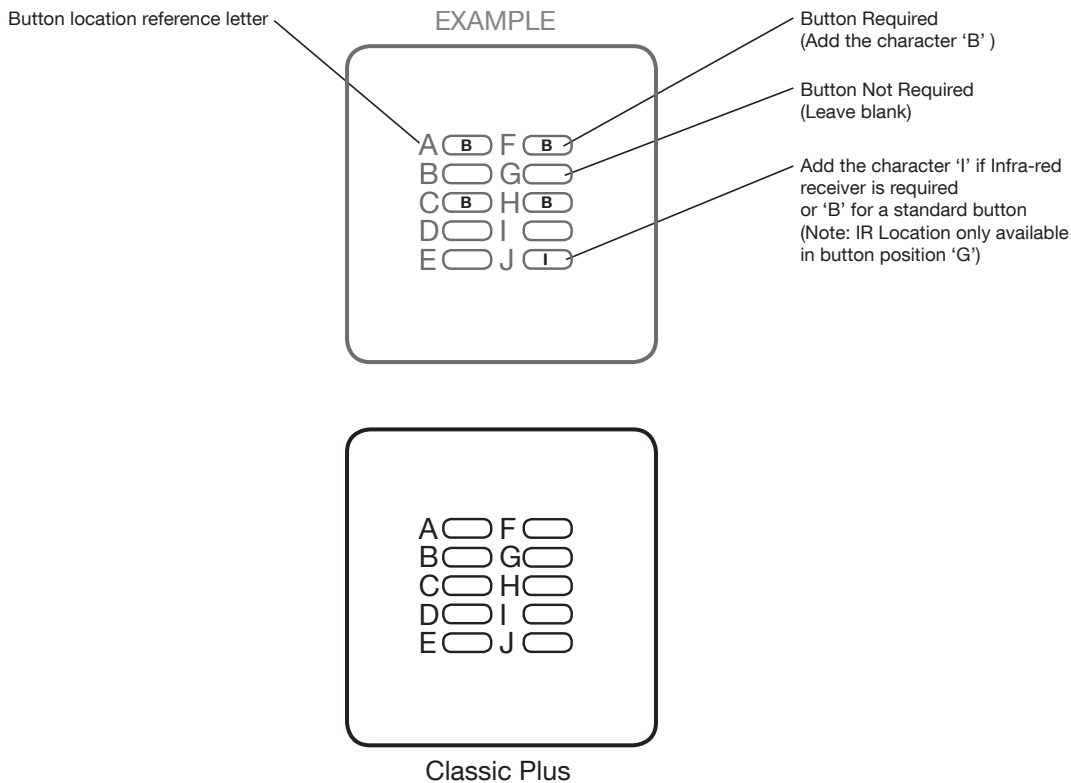 Button location reference letter
EXAMPLE
Button Required
(Add the character ‘B’ )
Button Not Required
(Leave blank)
Add the character ‘I’ if Infra-red
receiver is required
or ‘B’ for a standard button
(Note: IR Location only available
in button position ‘G’)
A B F B
B G
C B H B
D I
E J I
A F
B G
C H
D I
E J
Classic Plus